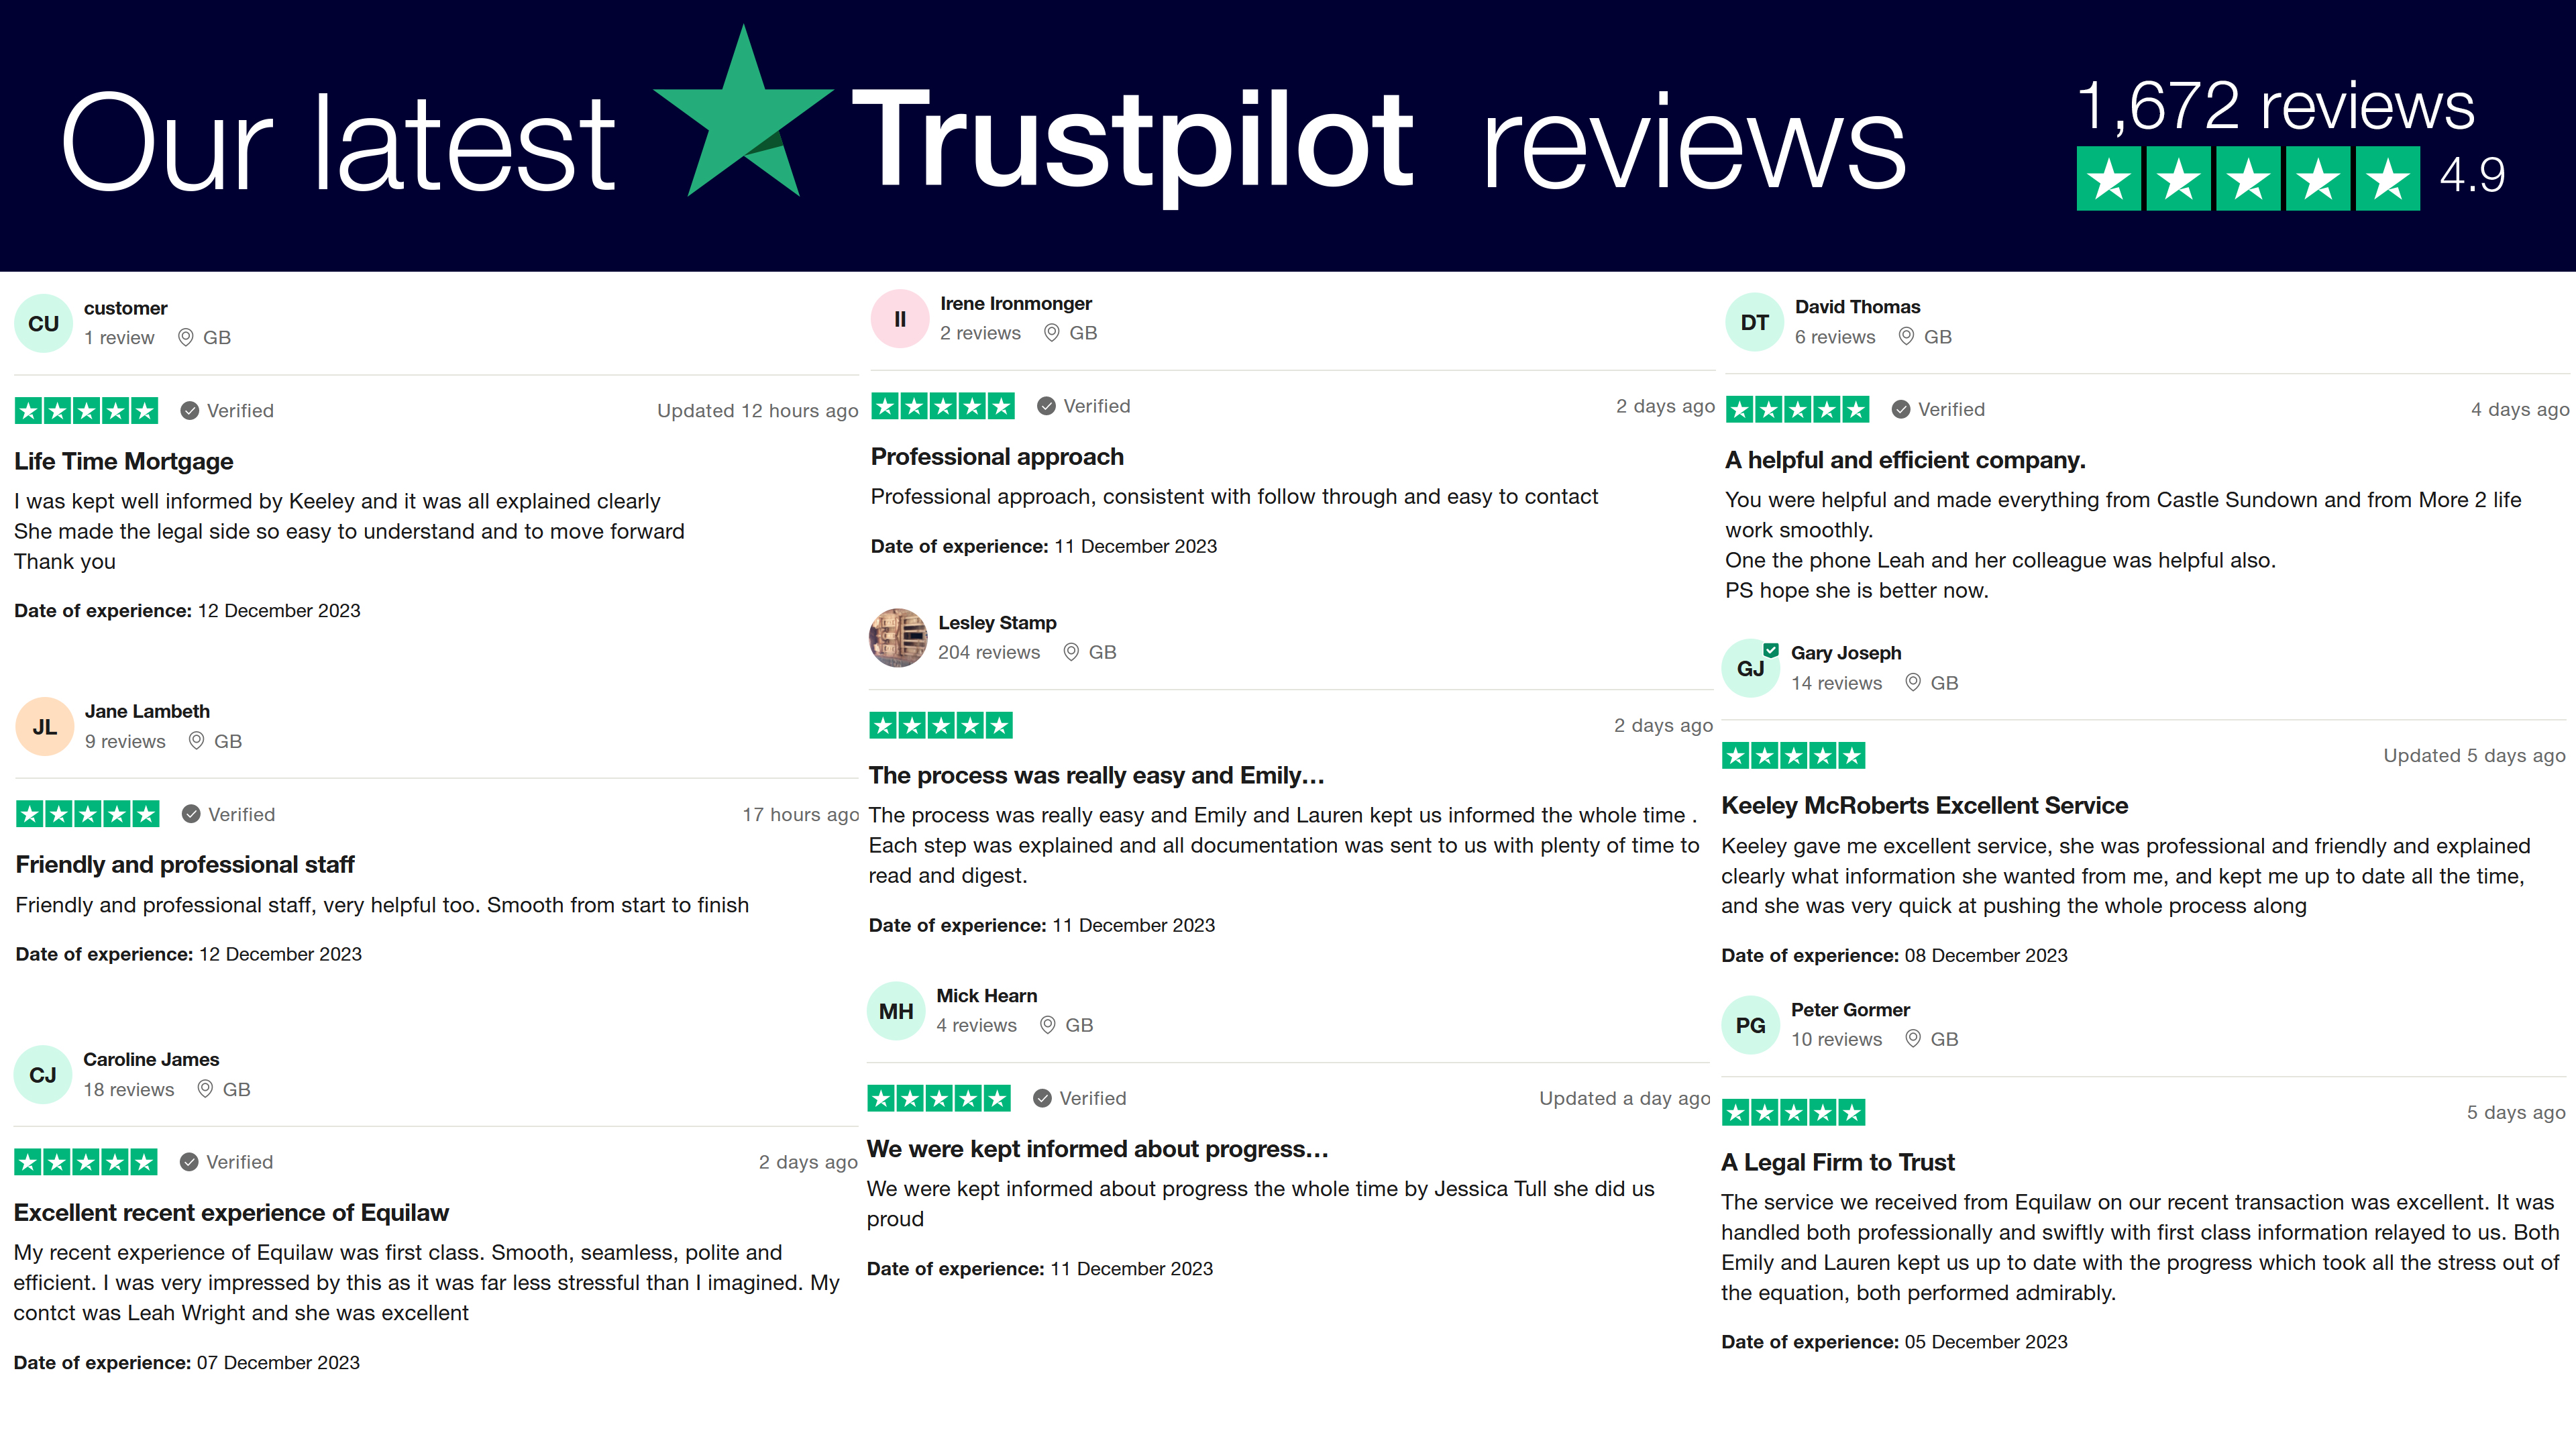 Our latest Trustpilot reviews
1,672 reviews
4.9
CU
customer
1 review GB
Verified Updated 12 hours ago
Life Time Mortgage
I was kept well informed by Keeley and it was all explained clearly
She made the legal side so easy to understand and to move forward
Thank you
Date of experience: 12 December 2023
JL
Jane Lambeth
9 reviews GB
Verified 17 hours ago
Friendly and professional staff
Friendly and professional staff, very helpful too. Smooth from start to finish
Date of experience: 12 December 2023
CJ
Caroline James
18 reviews GB
Verified 2 days ago
Excellent recent experience of Equilaw
My recent experience of Equilaw was first class. Smooth, seamless, polite and
efficient. I was very impressed by this as it was far less stressful than I imagined. My
contct was Leah Wright and she was excellent
Date of experience: 07 December 2023
II
Irene Ironmonger
2 reviews GB
Verified 2 days ago
Professional approach
Professional approach, consistent with follow through and easy to contact
Date of experience: 11 December 2023
Lesley Stamp
204 reviews GB
2 days ago
The process was really easy and Emily…
The process was really easy and Emily and Lauren kept us informed the whole time .
Each step was explained and all documentation was sent to us with plenty of time to
read and digest.
Date of experience: 11 December 2023
MH
Mick Hearn
4 reviews GB
Verified Updated a day ago
We were kept informed about progress…
We were kept informed about progress the whole time by Jessica Tull she did us
proud
Date of experience: 11 December 2023
DT
David Thomas
6 reviews GB
Verified 4 days ago
A helpful and efficient company.
You were helpful and made everything from Castle Sundown and from More 2 life
work smoothly.
One the phone Leah and her colleague was helpful also.
PS hope she is better now.
GJ
Gary Joseph
14 reviews GB
Updated 5 days ago
Keeley McRoberts Excellent Service
Keeley gave me excellent service, she was professional and friendly and explained
clearly what information she wanted from me, and kept me up to date all the time,
and she was very quick at pushing the whole process along
Date of experience: 08 December 2023
PG
Peter Gormer
10 reviews GB
5 days ago
A Legal Firm to Trust
The service we received from Equilaw on our recent transaction was excellent. It was
handled both professionally and swiftly with first class information relayed to us. Both
Emily and Lauren kept us up to date with the progress which took all the stress out of
the equation, both performed admirably.
Date of experience: 05 December 2023